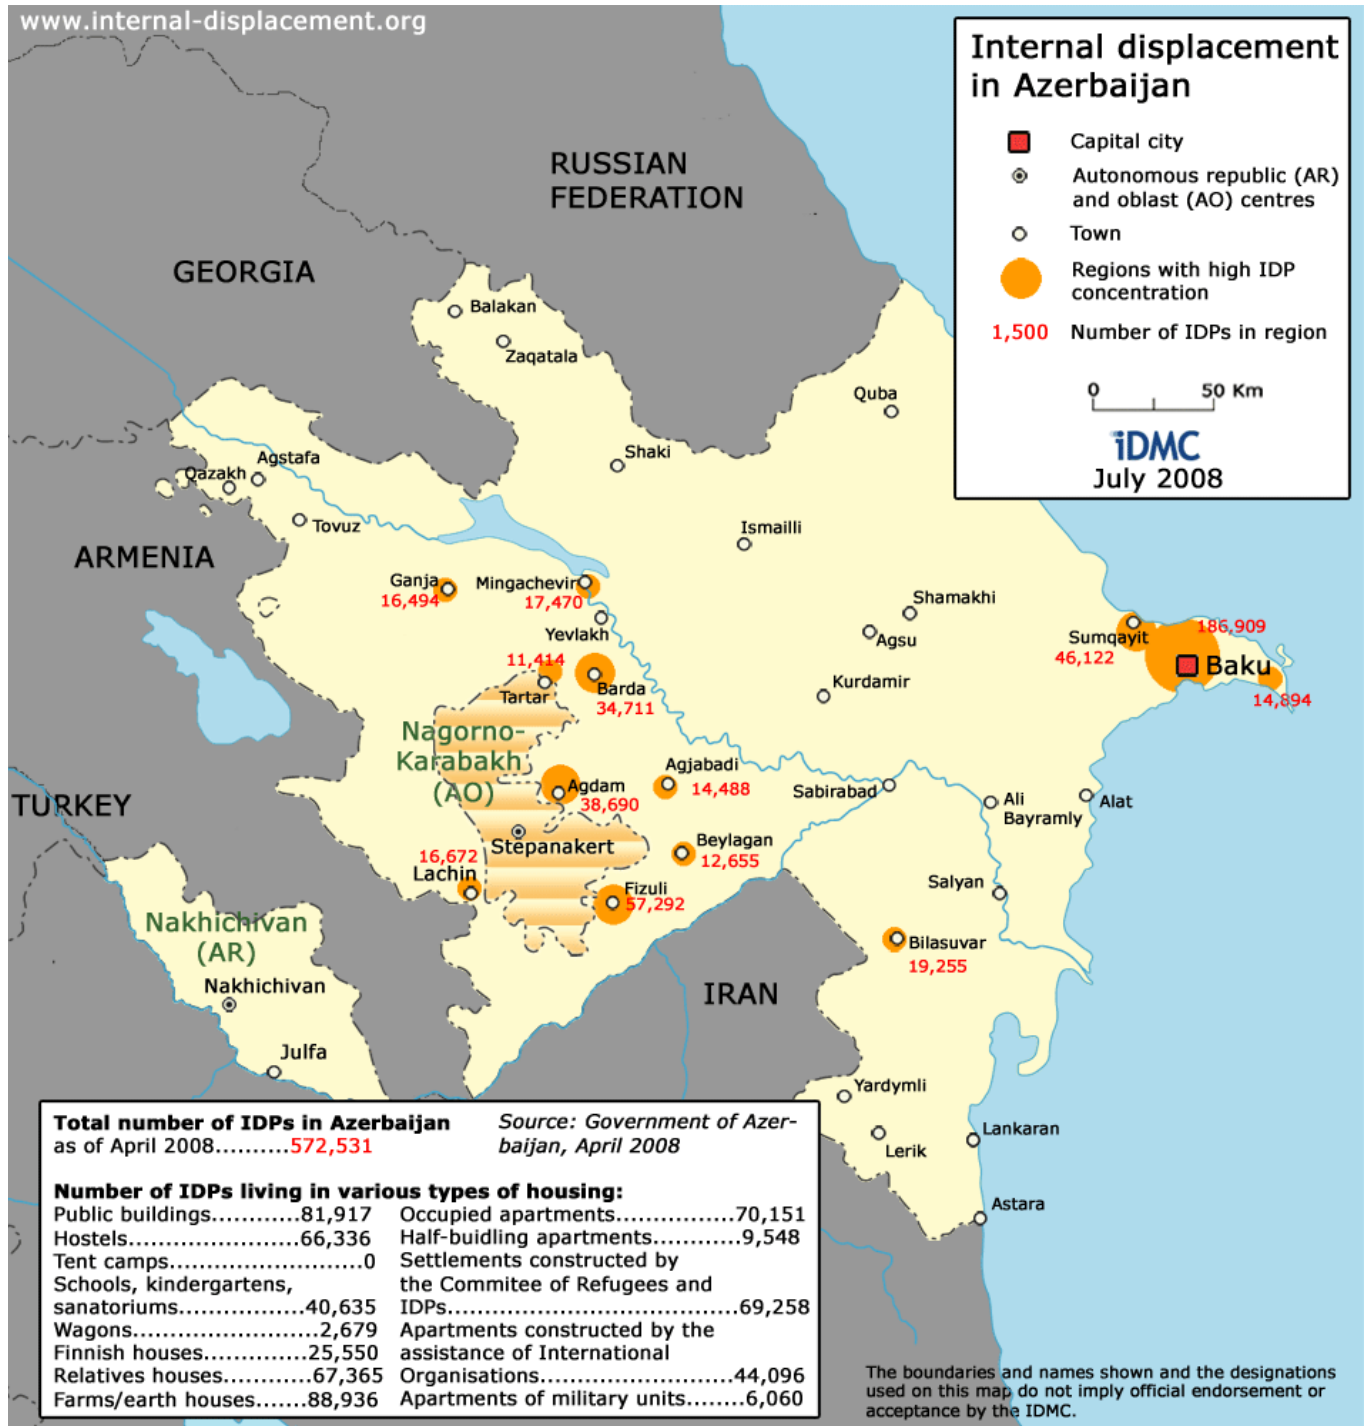 www.internal-displacement.org
Internal displacement
in Azerbaijan
Capital city
Autonomous republic (AR)
and oblast (AO) centres
Town
Regions with high IDP
concentration
1,500 Number of IDPs in region
0 50 Km
iDMC
July 2008
RUSSIAN
FEDERATION
GEORGIA
Balakan
Zaqatala
Quba
Shaki
Agstafa
Qazakh
Tovuz
Ismailli
ARMENIA
Ganja
16,494
Mingachevir
17,470
Yevlakh
Shamakhi
Agsu
Sumqayit
46,122
186,909
Baku
14,894
11,414
Tartar
Barda
34,711
Kurdamir
Nagorno-
Karabakh
(AO)
Agdam
38,690
Agjabadi
14,488
Sabirabad
Ali
Bayramly
Alat
TURKEY
Stepanakert
Beylagan
12,655
16,672
Lachin
Fizuli
57,292
Salyan
Bilasuvar
19,255
Nakhichivan
(AR)
Nakhichivan
IRAN
Julfa
Yardymli
Lerik
Lankaran
Astara
Total number of IDPs in Azerbaijan
as of April 2008..........572,531
Source: Government of Azer-
baijan, April 2008
Number of IDPs living in various types of housing:
Public buildings...........81,917
Hostels.........................66,336
Tent camps...........................0
Schools, kindergartens,
sanatoriums.................40,635
Wagons..........................2,679
Finnish houses..............25,550
Relatives houses..........67,365
Farms/earth houses......88,936
Occupied apartments................70,151
Half-buidling apartments............9,548
Settlements constructed by
the Commitee of Refugees and
IDPs.......................................69,258
Apartments constructed by the
assistance of International
Organisations..........................44,096
Apartments of military units........6,060
The boundaries and names shown and the designations
used on this map do not imply official endorsement or
acceptance by the IDMC.